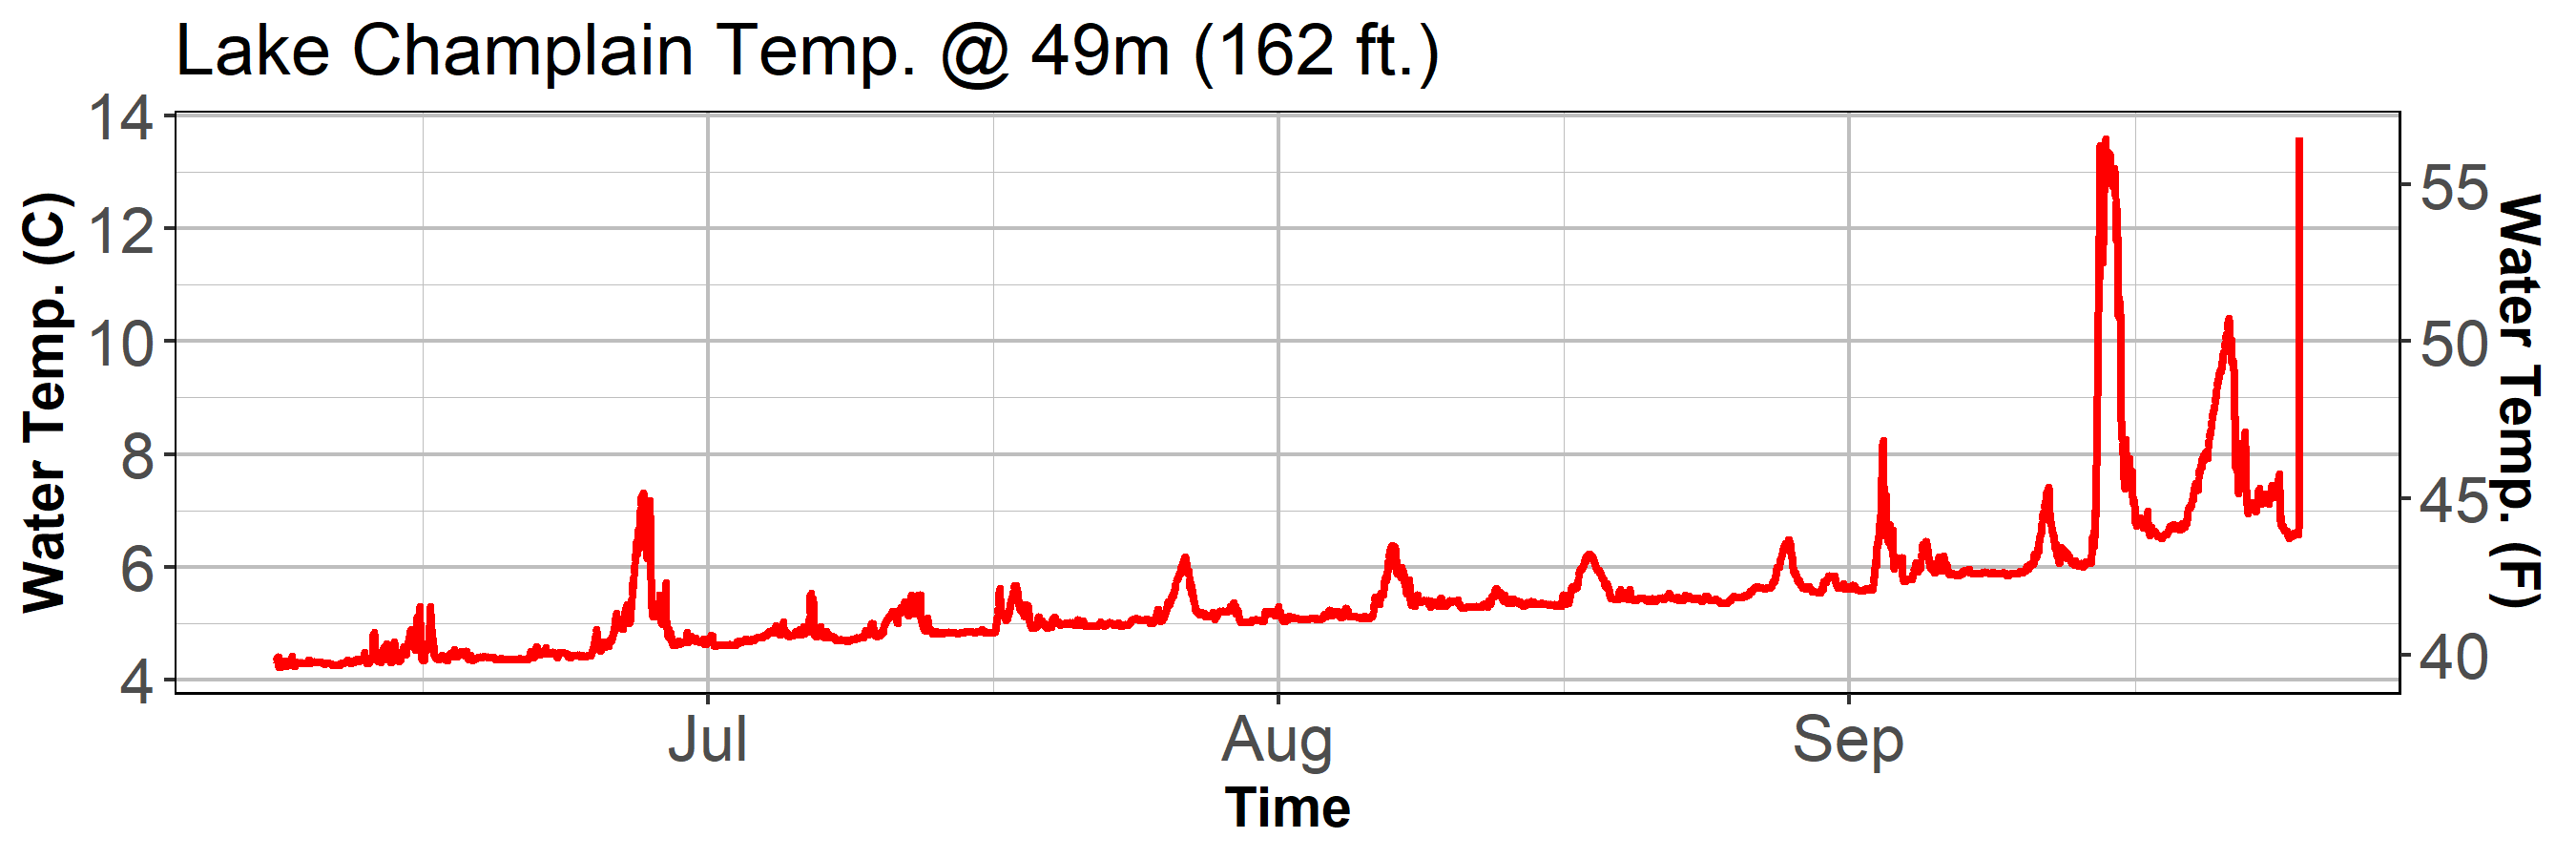 Lake Champlain Temp. @ 49m (162 ft.)
Water Temp. (C)
14
12
10
8
6
4
55
50
45
40
Water Temp. (F)
Jul
Aug
Sep
Time